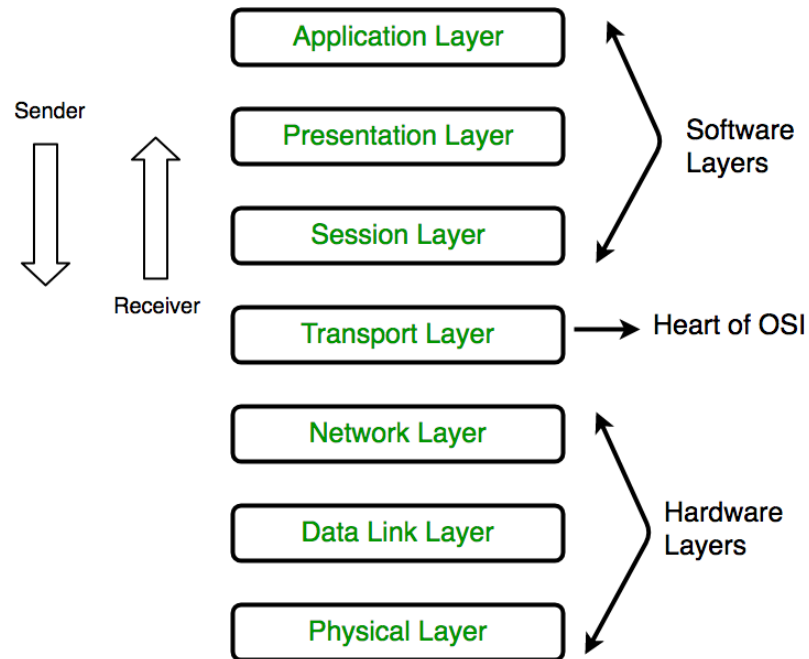 Application Layer
Sender
Presentation Layer
Software
Layers
Session Layer
Receiver
Transport Layer
Heart of OSI
Network Layer
Data Link Layer
Hardware
Layers
Physical Layer